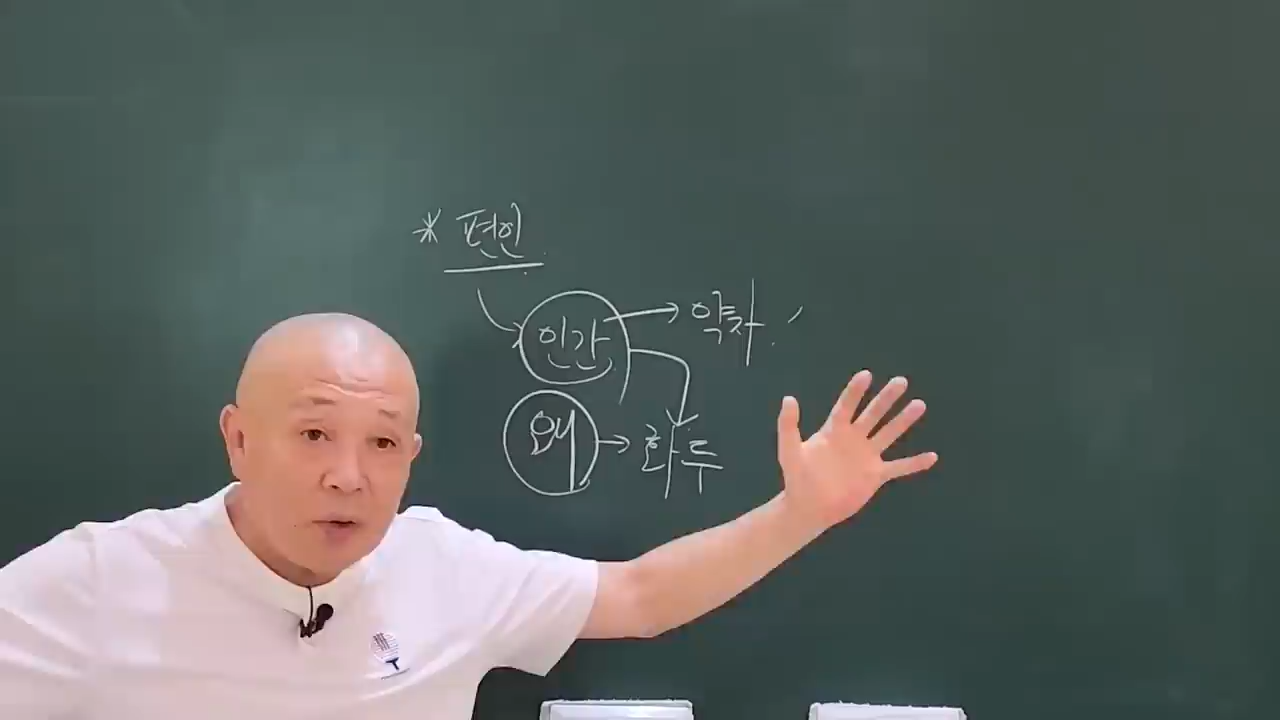 * 편인
인간 → 약자
왜 → 화두